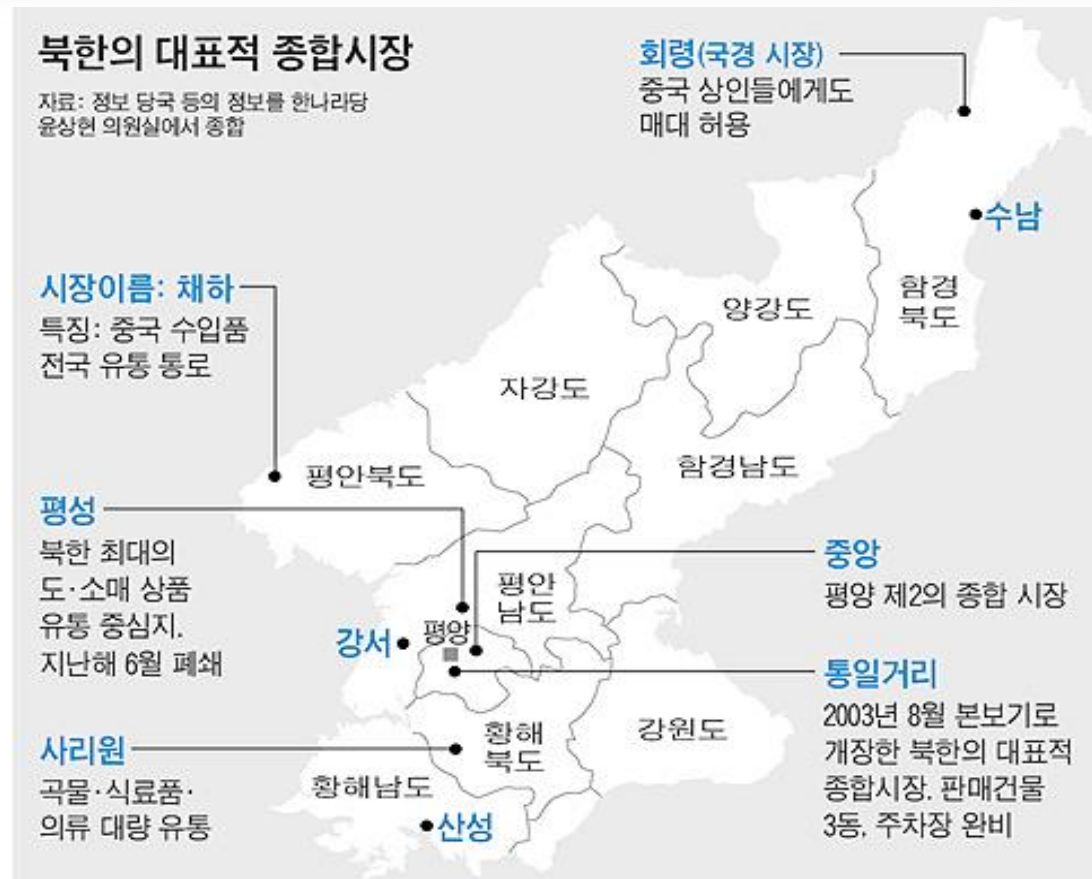 북한의 대표적 종합시장
자료: 정보 당국 등의 정보를 한나라당
윤상현 의원실에서 종합
회령(국경 시장)
중국 상인들에게도
매대 허용
수남
시장이름: 채하
특징: 중국 수입품
전국 유통 통로
함경
북도
양강도
자강도
함경남도
평안북도
평성
북한 최대의
도·소매 상품
유통 중심지.
지난해 6월 폐쇄
중앙
평양 제2의 종합 시장
평안
남도
평양
강서
통일거리
2003년 8월 본보기로
개장한 북한의 대표적
종합시장. 판매건물
3동, 주차장 완비
강원도
황해
북도
사리원
곡물·식료품·
의류 대량 유통
황해남도
산성